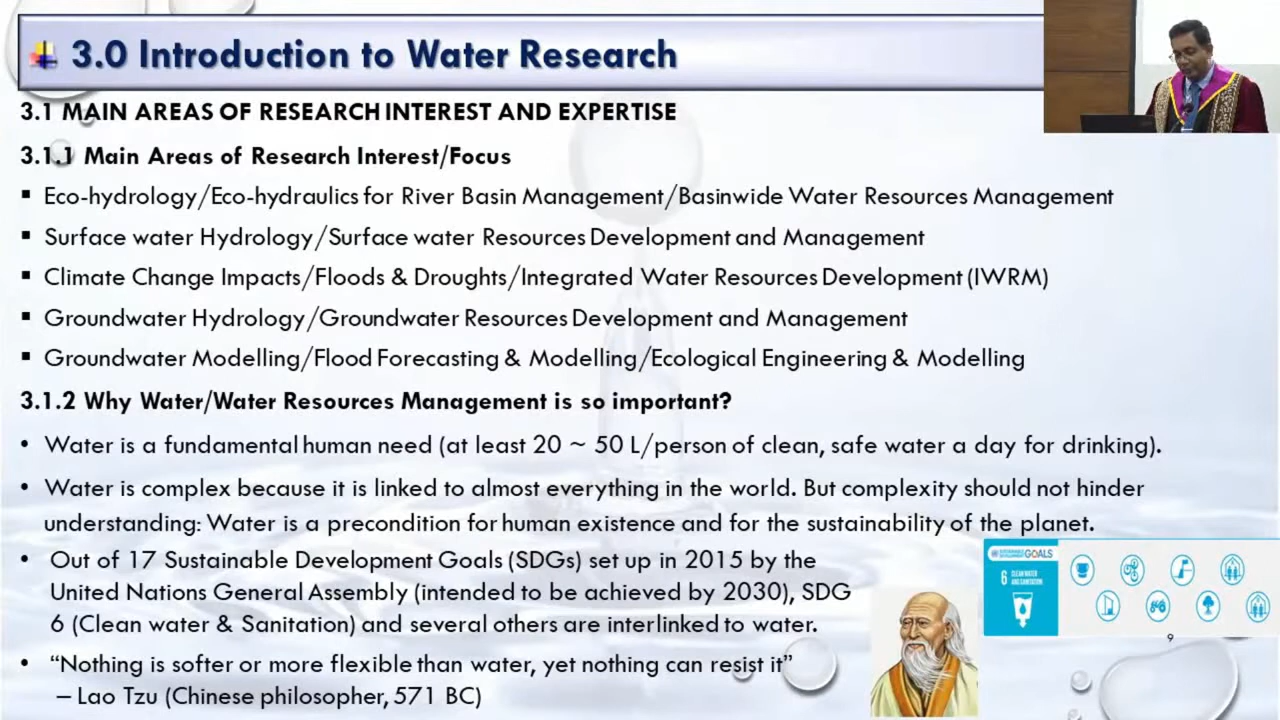 3.0 Introduction to Water Research
3.1 MAIN AREAS OF RESEARCH INTEREST AND EXPERTISE
3.1.1 Main Areas of Research Interest/Focus
▪ Eco-hydrology/Eco-hydraulics for River Basin Management/Basinwide Water Resources Management
▪ Surface water Hydrology/Surface water Resources Development and Management
▪ Climate Change Impacts/Floods & Droughts/Integrated Water Resources Development (IWRM)
▪ Groundwater Hydrology/Groundwater Resources Development and Management
▪ Groundwater Modelling/Flood Forecasting & Modelling/Ecological Engineering & Modelling
3.1.2 Why Water/Water Resources Management is so important?
• Water is a fundamental human need (at least 20 ~ 50 L/person of clean, safe water a day for drinking).
• Water is complex because it is linked to almost everything in the world. But complexity should not hinder
understanding: Water is a precondition for human existence and for the sustainability of the planet.
• Out of 17 Sustainable Development Goals (SDGs) set up in 2015 by the
United Nations General Assembly (intended to be achieved by 2030), SDG
6 (Clean water & Sanitation) and several others are interlinked to water.
• “Nothing is softer or more flexible than water, yet nothing can resist it”
– Lao Tzu (Chinese philosopher, 571 BC)
GOALS
6 CLEAN WATER
AND SANITATION
9